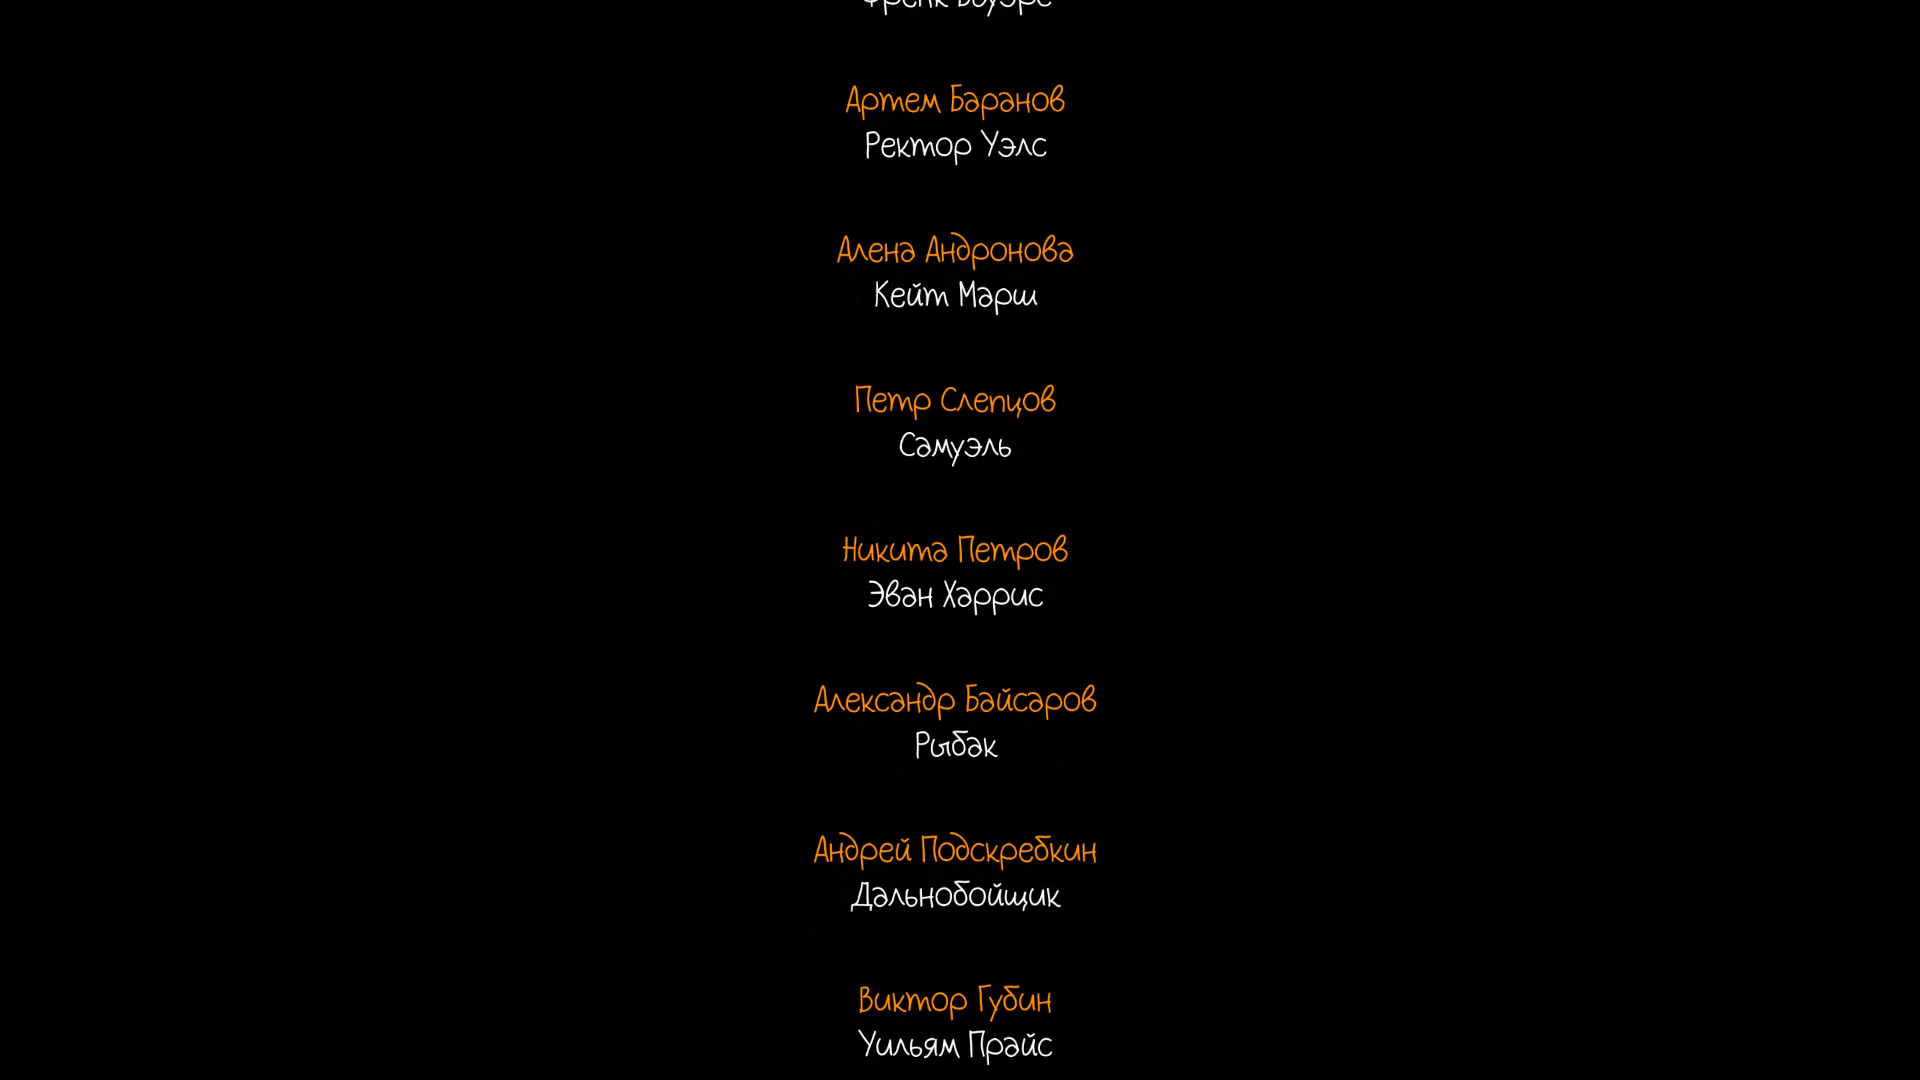 Артем Баранов
Ректор Уэлс
Алена Андронова
Кейт Марш
Петр Слепцов
Самуэль
Никита Петров
Эван Харрис
Александр Байсаров
Рыбак
Андрей Подскребкин
Дальнобойщик
Виктор Губин
Уильям Прайс